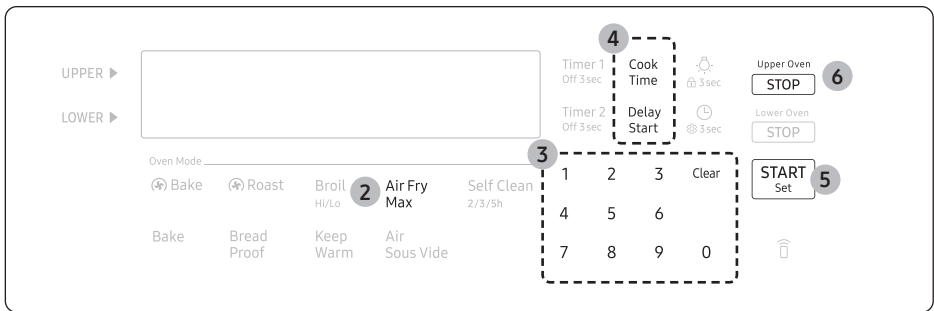 4
Timer 1
Off 3 sec
Cook
Time
3 sec
Upper Oven
STOP
6
UPPER ▶
LOWER ▶
Timer 2
Off 3 sec
Delay
Start
3 sec
Lower Oven
STOP
3
Oven Mode
Bake
Roast
Broil
Hi/Lo
2
Air Fry
Max
Self Clean
2/3/5h
1 2 3 Clear
START
Set
5
4 5 6
Bake
Bread
Proof
Keep
Warm
Air
Sous Vide
7 8 9 0